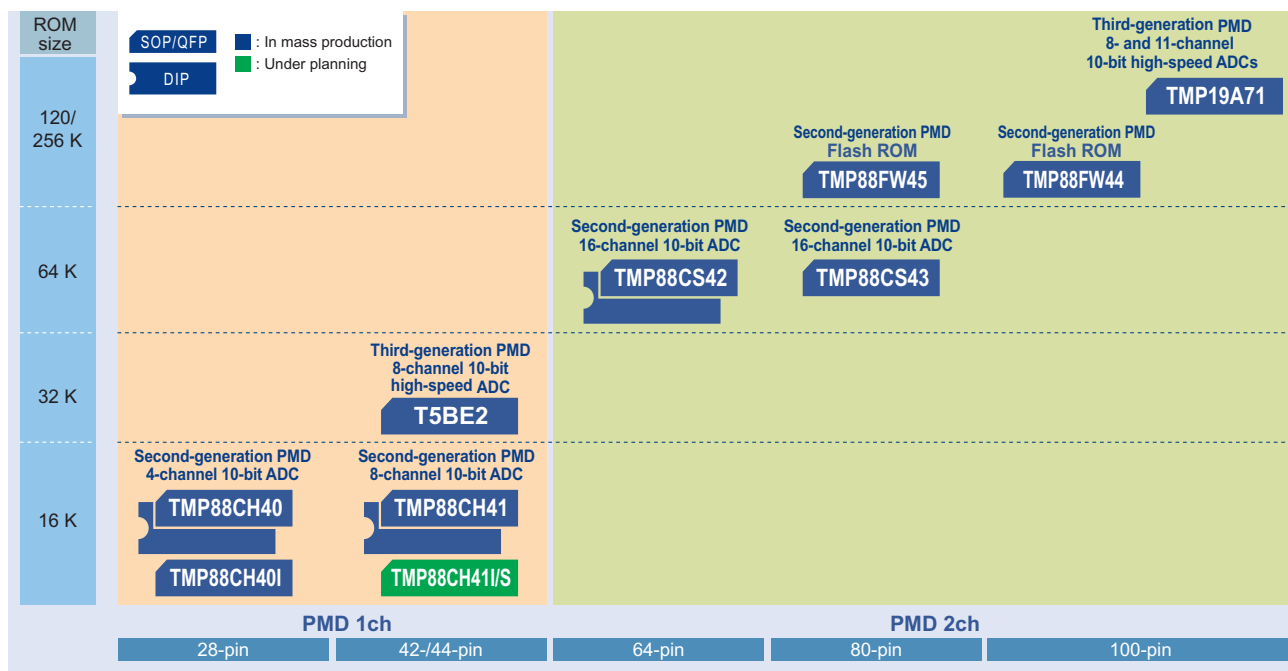 ROM
size
SOP/QFP
DIP
: In mass production
: Under planning
Third-generation PMD
8- and 11-channel
10-bit high-speed ADCs
TMP19A71
120/
256 K
Second-generation PMD
Flash ROM
TMP88FW45
Second-generation PMD
Flash ROM
TMP88FW44
64 K
Second-generation PMD
16-channel 10-bit ADC
TMP88CS42
Second-generation PMD
16-channel 10-bit ADC
TMP88CS43
32 K
Third-generation PMD
8-channel 10-bit
high-speed ADC
T5BE2
16 K
Second-generation PMD
4-channel 10-bit ADC
TMP88CH40
TMP88CH40I
Second-generation PMD
8-channel 10-bit ADC
TMP88CH41
TMP88CH41I/S
PMD 1ch
PMD 2ch
28-pin
42-/44-pin
64-pin
80-pin
100-pin